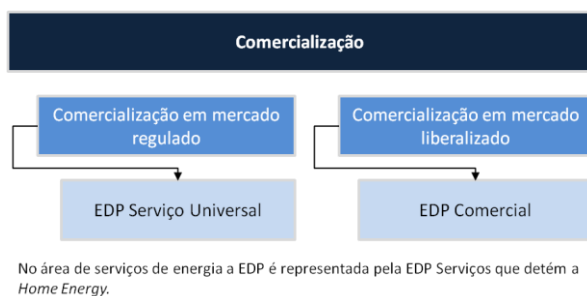 Comercialização
Comercialização em mercado
regulado
Comercialização em mercado
liberalizado
EDP Serviço Universal
EDP Comercial
No área de serviços de energia a EDP é representada pela EDP Serviços que detém a
Home Energy.